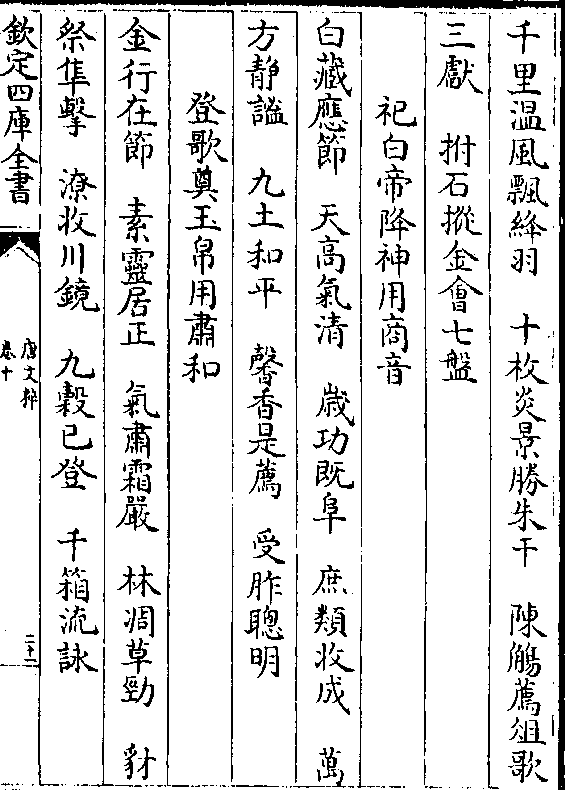 千里温風飄絳羽　十枚炎景勝朱干　陳觴薦俎歌
三獻　拊石摐金會七盤
祀白帝降神用商音
白藏應節　天高氣清　歲功既阜　庶類收成　萬
方靜謐　九土和平　馨香是薦　受胙聰明
登歌奠玉帛用肅和
金行在節　素靈居正　氣肅霜嚴　林凋草勁　豺
祭隼擊　潦收川鏡　九穀已登　千箱流詠
欽定四庫全書
唐文粹
卷十
二十二